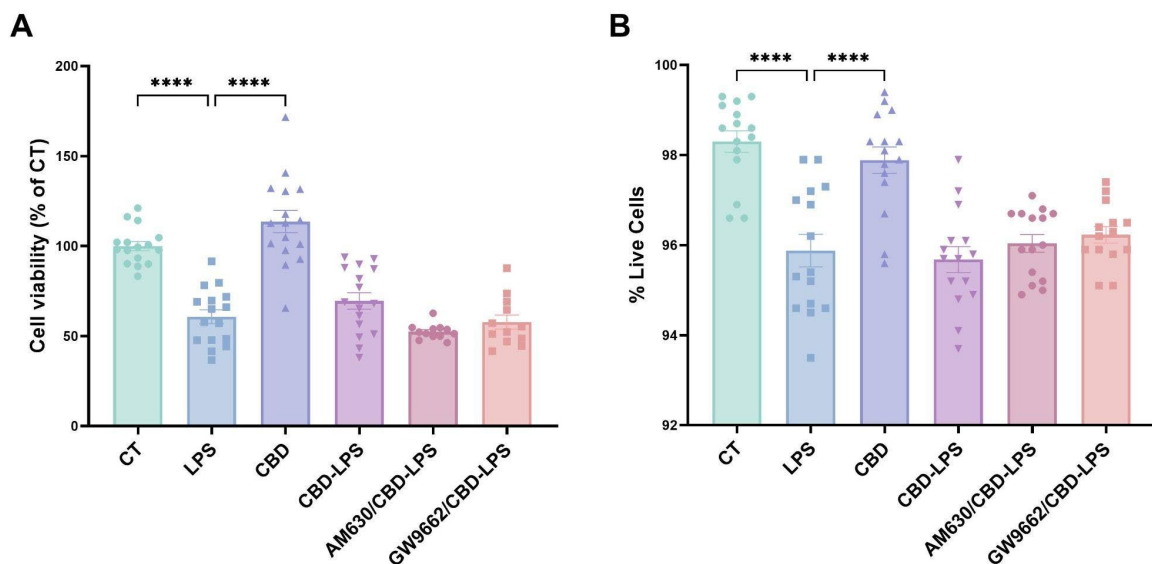 A
****
****
200
150
100
50
0
Cell viability (% of CT)
CT
LPS
CBD
CBD-LPS
AM630/CBD-LPS
GW9662/CBD-LPS
B
****
****
100
98
96
94
92
% Live Cells
CT
LPS
CBD
CBD-LPS
AM630/CBD-LPS
GW9662/CBD-LPS